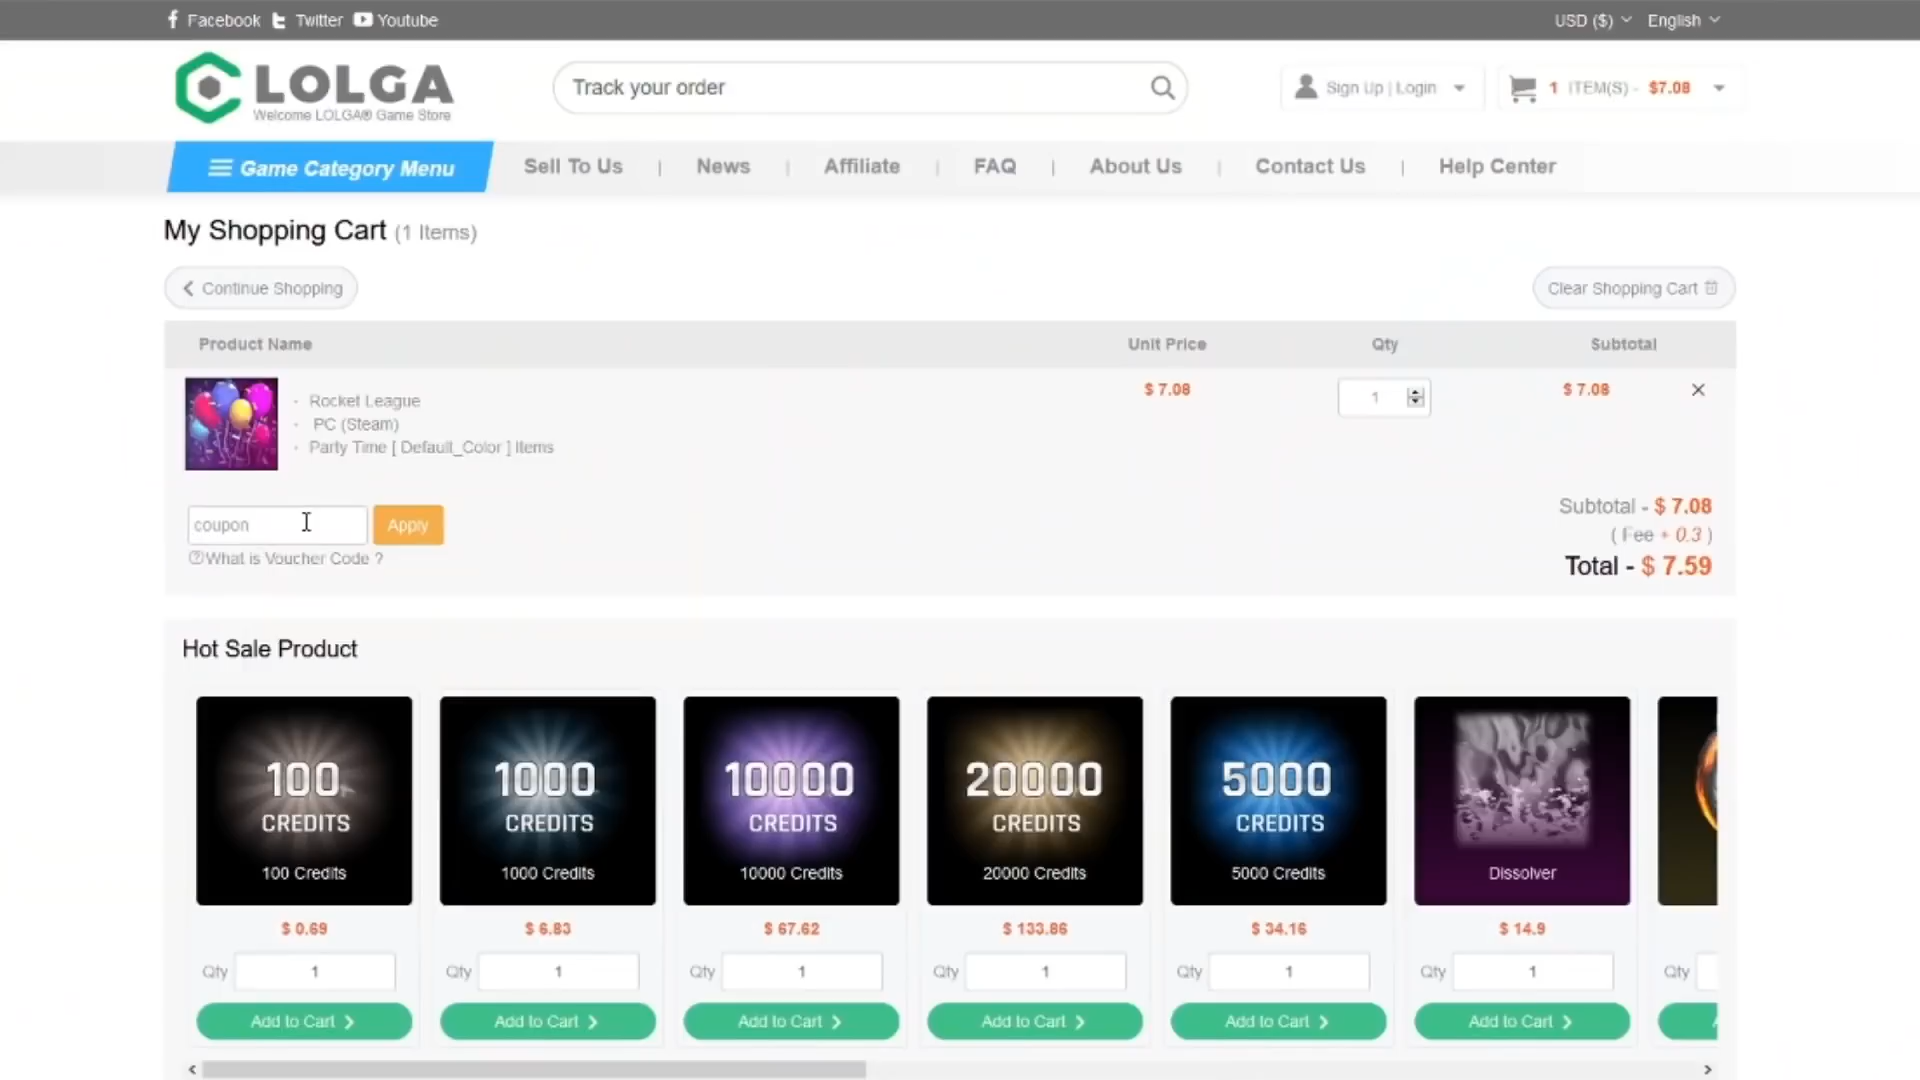 Facebook Twitter Youtube USD ($) English
LOLGA
Welcome LOLGA® Game Store
Track your order
Sign Up | Login
1 ITEM(S) - $7.08
Game Category Menu
Sell To Us | News | Affiliate | FAQ | About Us | Contact Us | Help Center
My Shopping Cart (1 Items)
Continue Shopping
Clear Shopping Cart
Product Name Unit Price Qty Subtotal
- Rocket League
- PC (Steam)
- Party Time [ Default_Color ] Items
$ 7.08 1 $ 7.08
coupon Apply
What is Voucher Code ?
Subtotal - $ 7.08
( Fee + 0.3 )
Total - $ 7.59
Hot Sale Product
100 CREDITS
100 Credits
$ 0.69
Qty 1
Add to Cart
1000 CREDITS
1000 Credits
$ 6.83
Qty 1
Add to Cart
10000 CREDITS
10000 Credits
$ 67.62
Qty 1
Add to Cart
20000 CREDITS
20000 Credits
$ 133.86
Qty 1
Add to Cart
5000 CREDITS
5000 Credits
$ 34.16
Qty 1
Add to Cart
Dissolver
$ 14.9
Qty 1
Add to Cart
Qty